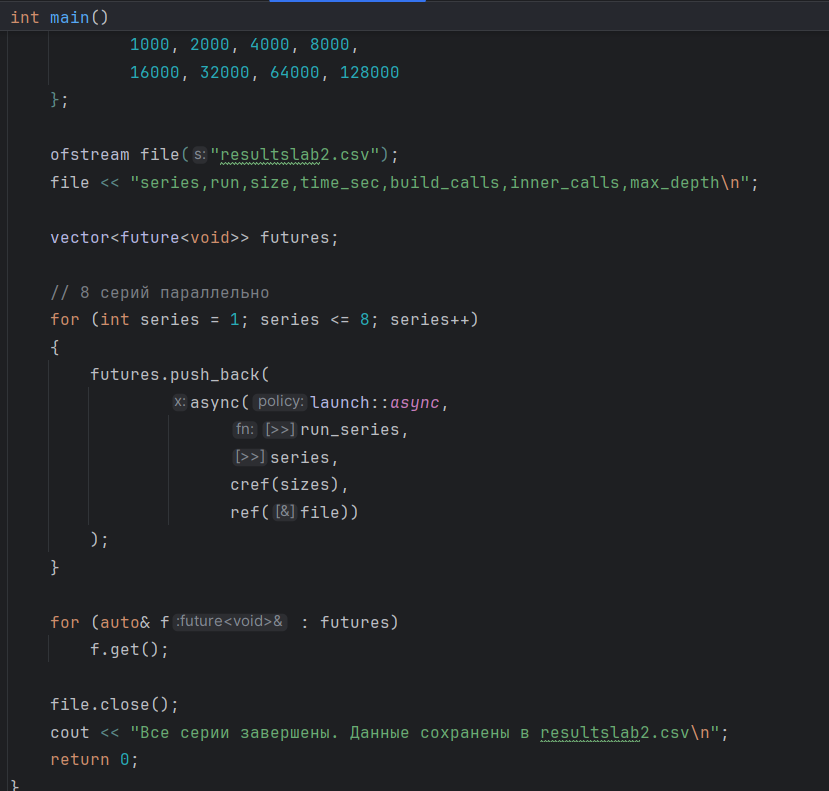 int main()
1000, 2000, 4000, 8000,
16000, 32000, 64000, 128000
};
ofstream file( s: "resultslab2.csv");
file << "series,run,size,time_sec,build_calls,inner_calls,max_depth\n";
vector<future<void>> futures;
// 8 серий параллельно
for (int series = 1; series <= 8; series++)
{
futures.push_back(
x: async( policy: launch::async,
fn: [>>] run_series,
[>>] series,
cref(sizes),
ref( [&] file))
);
}
for (auto& f :future<void>& : futures)
f.get();
file.close();
cout << "Все серии завершены. Данные сохранены в resultslab2.csv\n";
return 0;
}